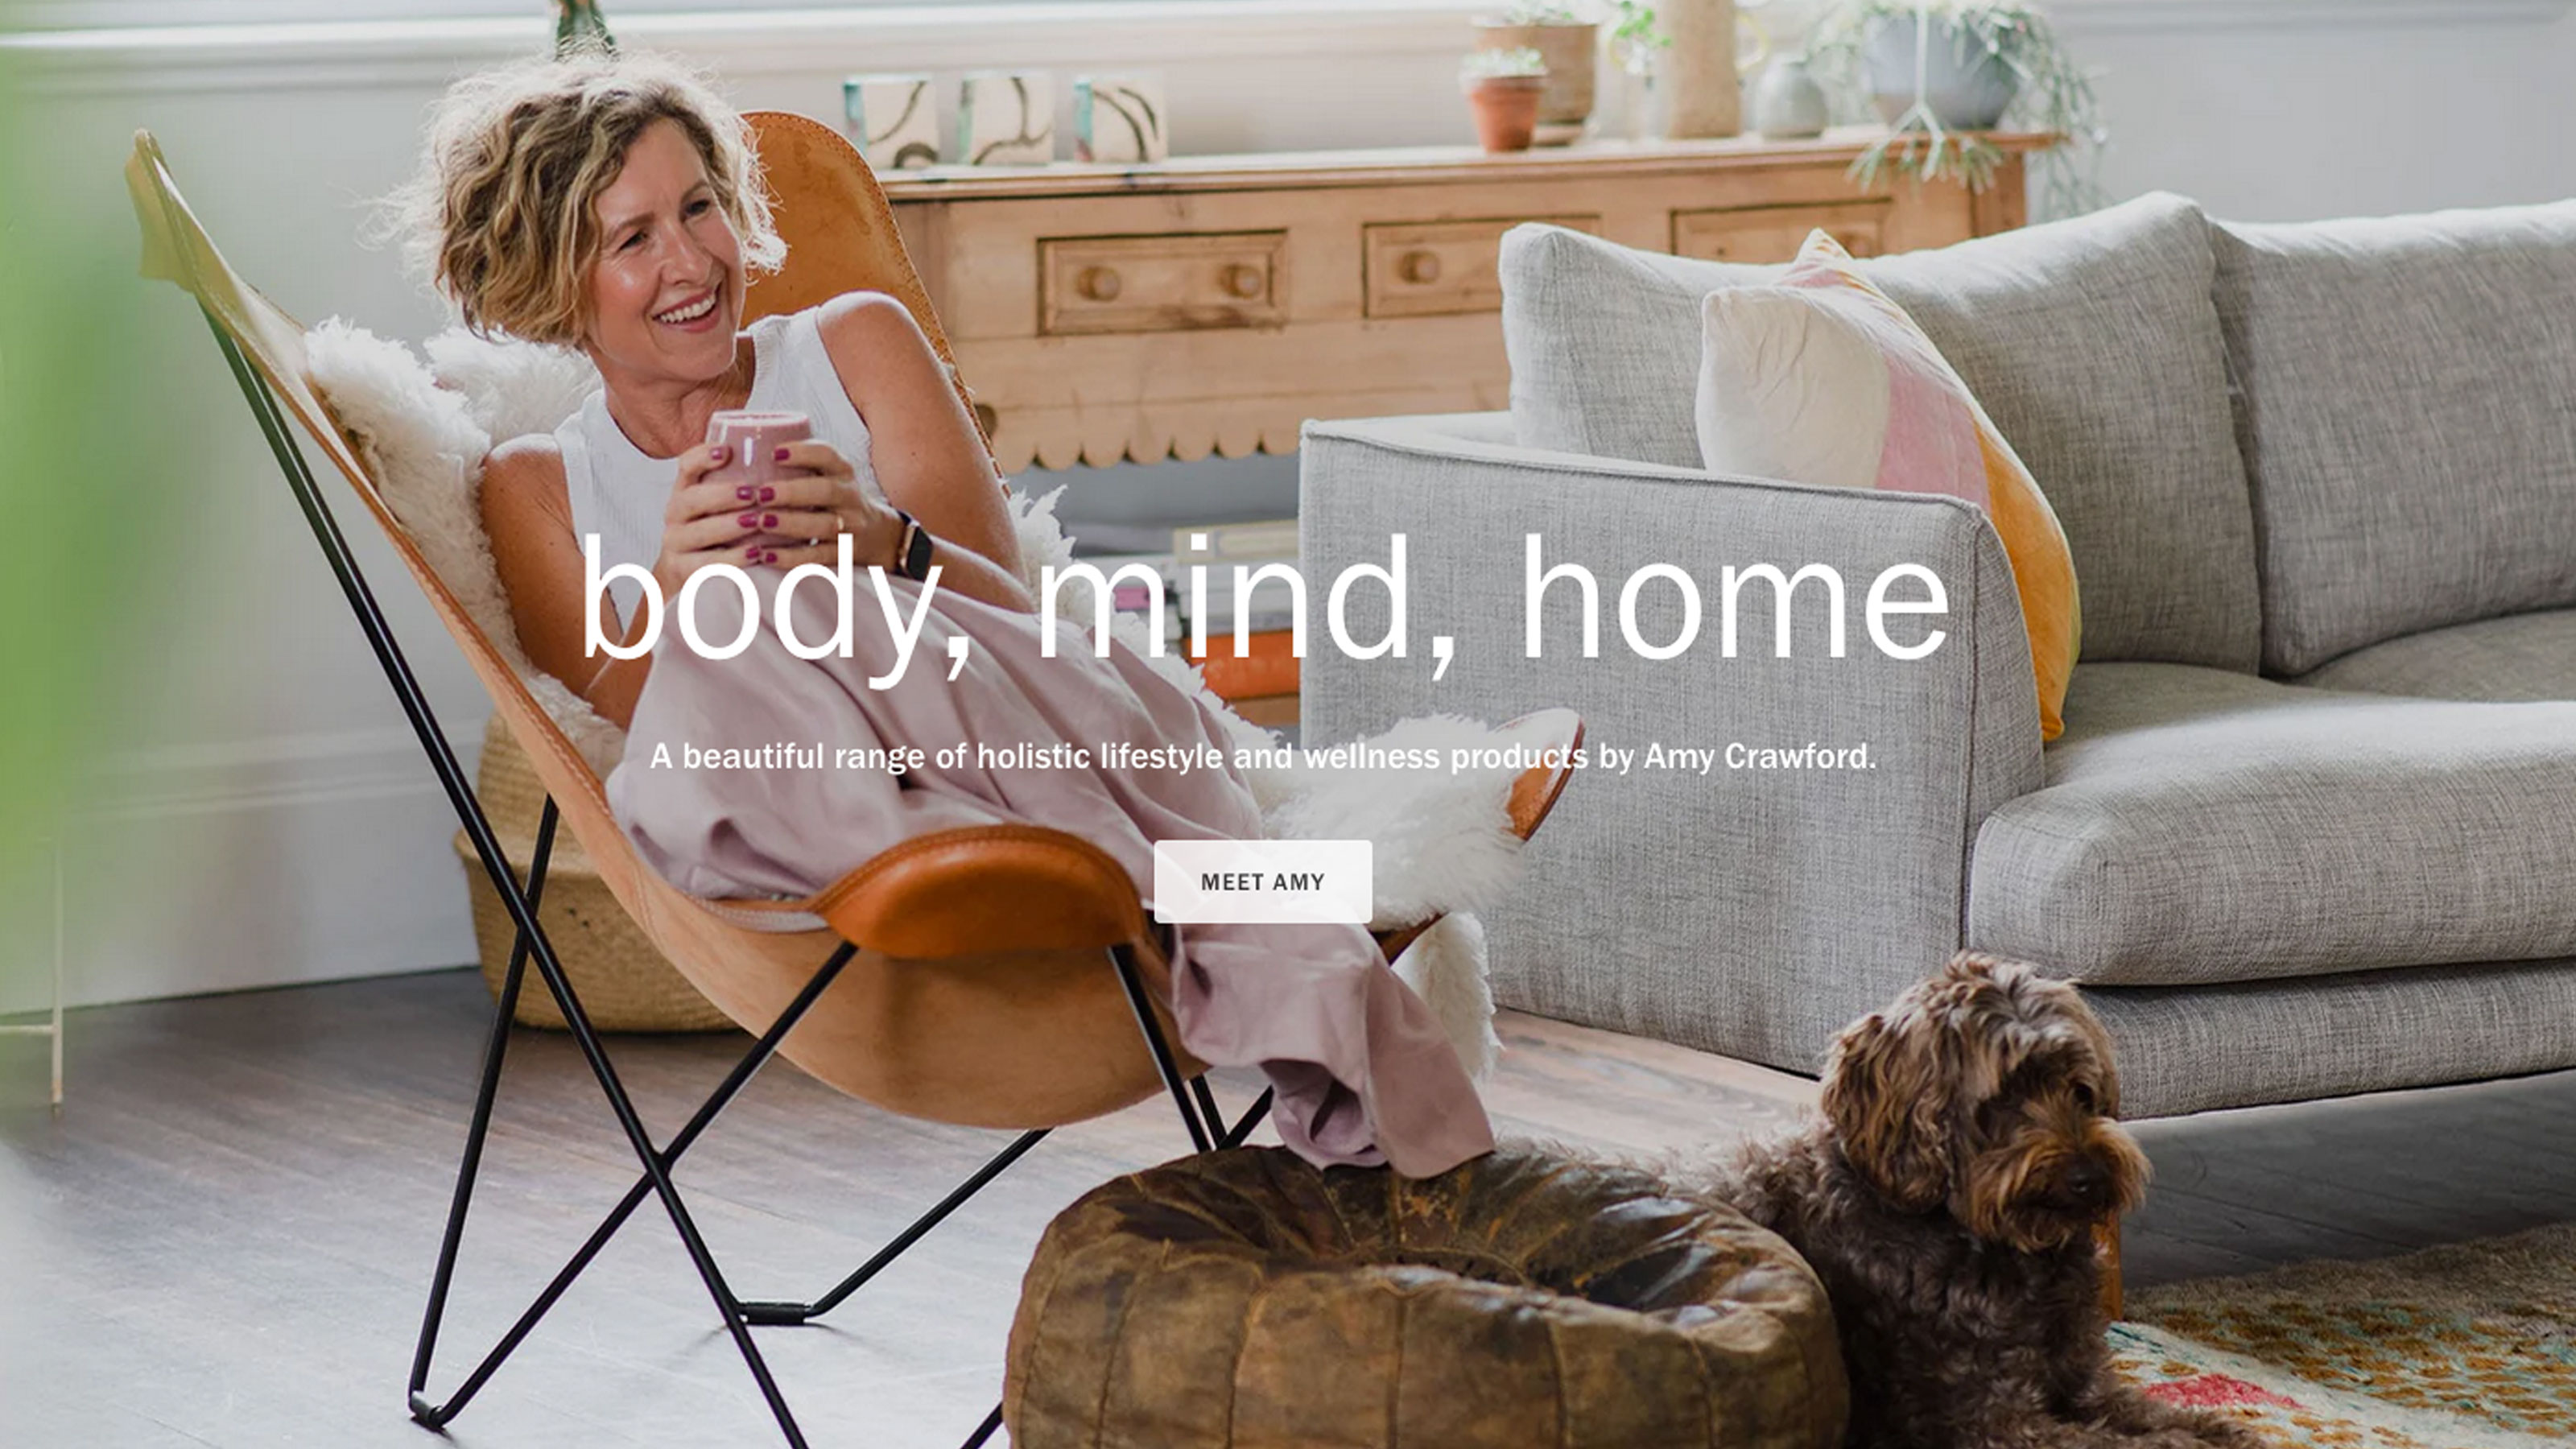 body, mind, home
A beautiful range of holistic lifestyle and wellness products by Amy Crawford.
MEET AMY